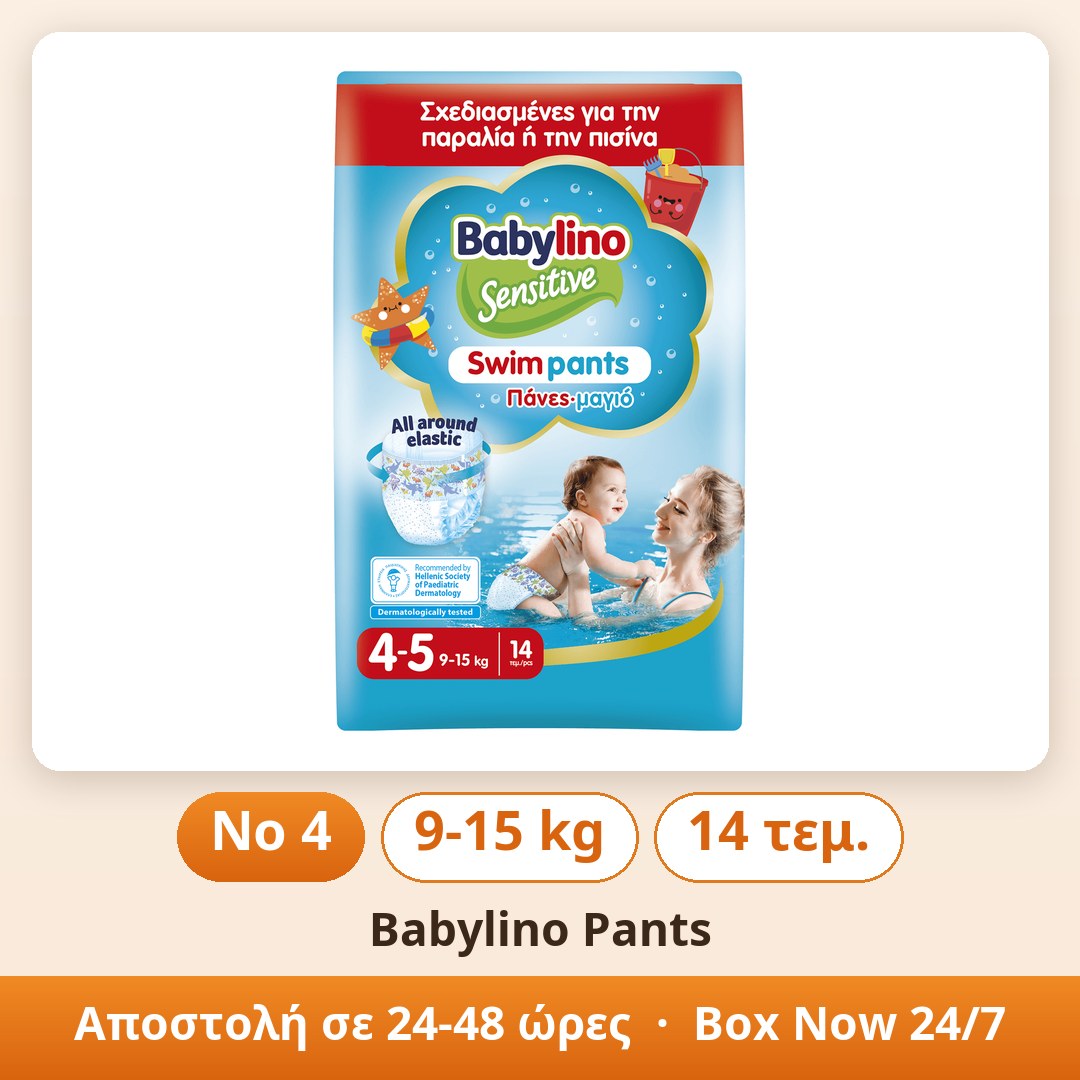 Σχεδιασμένες για την
παραλία ή την πισίνα
Babylino
Sensitive
Swim pants
Πάνες-μαγιό
All around
elastic
Recommended by
Hellenic Society
of Paediatric
Dermatology
Dermatologically tested
4-5 9-15 kg 14 τεμ./pcs
No 4 9-15 kg 14 τεμ.
Babylino Pants
Αποστολή σε 24-48 ώρες · Box Now 24/7